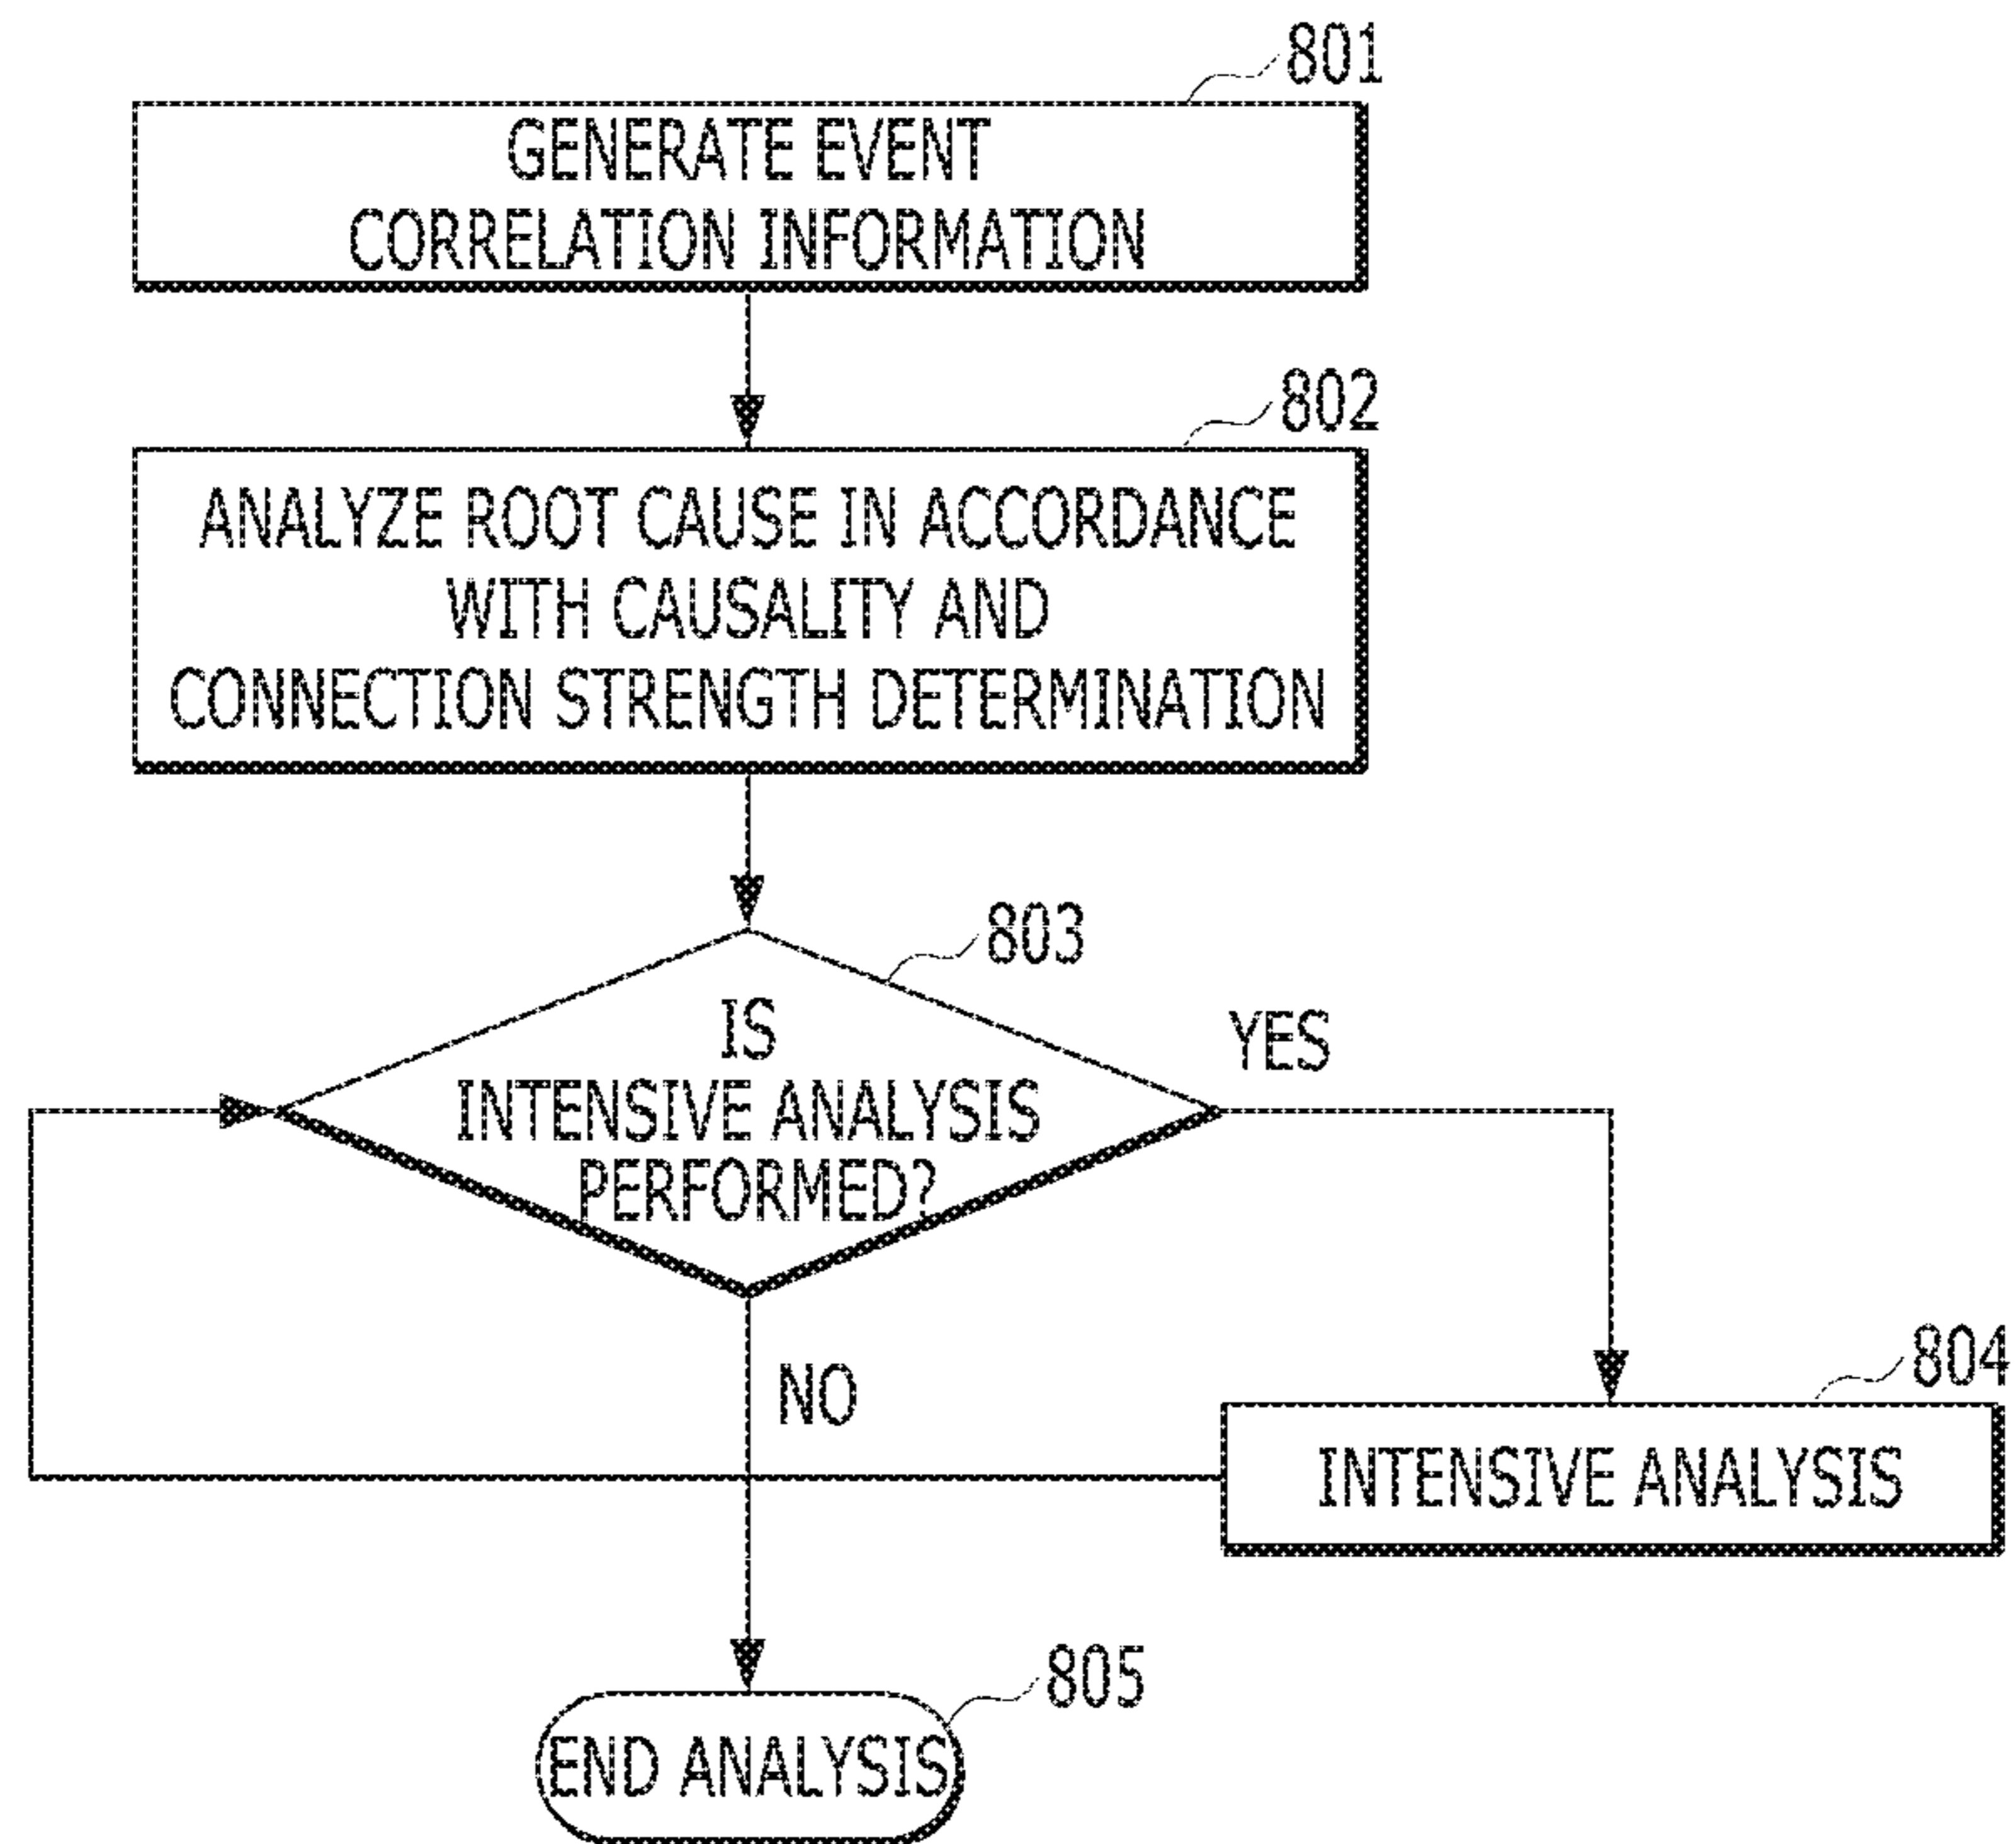 801
GENERATE EVENT
CORRELATION INFORMATION
802
ANALYZE ROOT CAUSE IN ACCORDANCE
WITH CAUSALITY AND
CONNECTION STRENGTH DETERMINATION
803
IS
INTENSIVE ANALYSIS
PERFORMED?
YES
NO
804
INTENSIVE ANALYSIS
805
END ANALYSIS